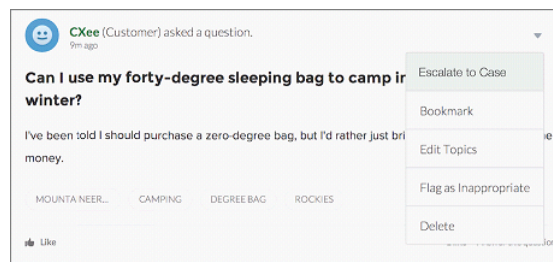 CXee (Customer) asked a question.
9m ago
Can I use my forty-degree sleeping bag to camp in
winter?
I've been told I should purchase a zero-degree bag, but I'd rather just bri
money.
MOUNTA NEER...
CAMPING
DEGREE BAG
ROCKIES
Like
Escalate to Case
Bookmark
Edit Topics
Flag as Inappropriate
Delete